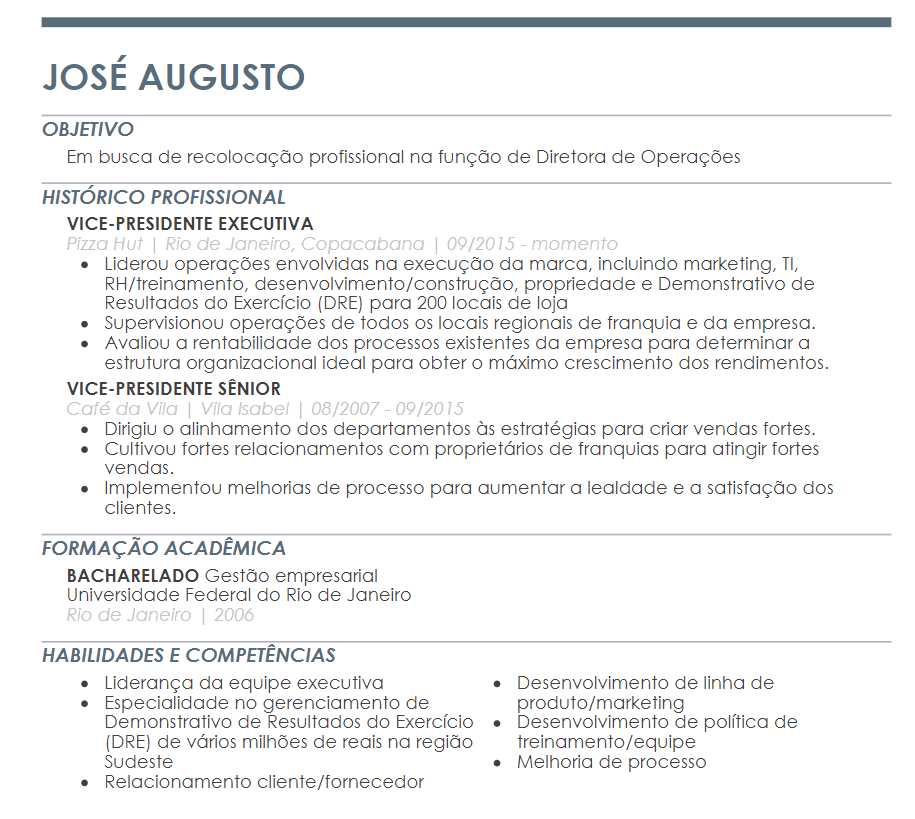 JOSÉ AUGUSTO
OBJETIVO
Em busca de recolocação profissional na função de Diretora de Operações
HISTÓRICO PROFISSIONAL
VICE-PRESIDENTE EXECUTIVA
Pizza Hut | Rio de Janeiro, Copacabana | 09/2015 - momento
• Liderou operações envolvidas na execução da marca, incluindo marketing, TI,
RH/treinamento, desenvolvimento/construção, propriedade e Demonstrativo de
Resultados do Exercício (DRE) para 200 locais de loja
• Supervisionou operações de todos os locais regionais de franquia e da empresa.
• Avaliou a rentabilidade dos processos existentes da empresa para determinar a
estrutura organizacional ideal para obter o máximo crescimento dos rendimentos.
VICE-PRESIDENTE SÊNIOR
Café da Vila | Vila Isabel | 08/2007 - 09/2015
• Dirigiu o alinhamento dos departamentos às estratégias para criar vendas fortes.
• Cultivou fortes relacionamentos com proprietários de franquias para atingir fortes
vendas.
• Implementou melhorias de processo para aumentar a lealdade e a satisfação dos
clientes.
FORMAÇÃO ACADÊMICA
BACHARELADO Gestão empresarial
Universidade Federal do Rio de Janeiro
Rio de Janeiro | 2006
HABILIDADES E COMPETÊNCIAS
• Liderança da equipe executiva
• Especialidade no gerenciamento de
Demonstrativo de Resultados do Exercício
(DRE) de vários milhões de reais na região
Sudeste
• Relacionamento cliente/fornecedor
• Desenvolvimento de linha de
produto/marketing
• Desenvolvimento de política de
treinamento/equipe
• Melhoria de processo